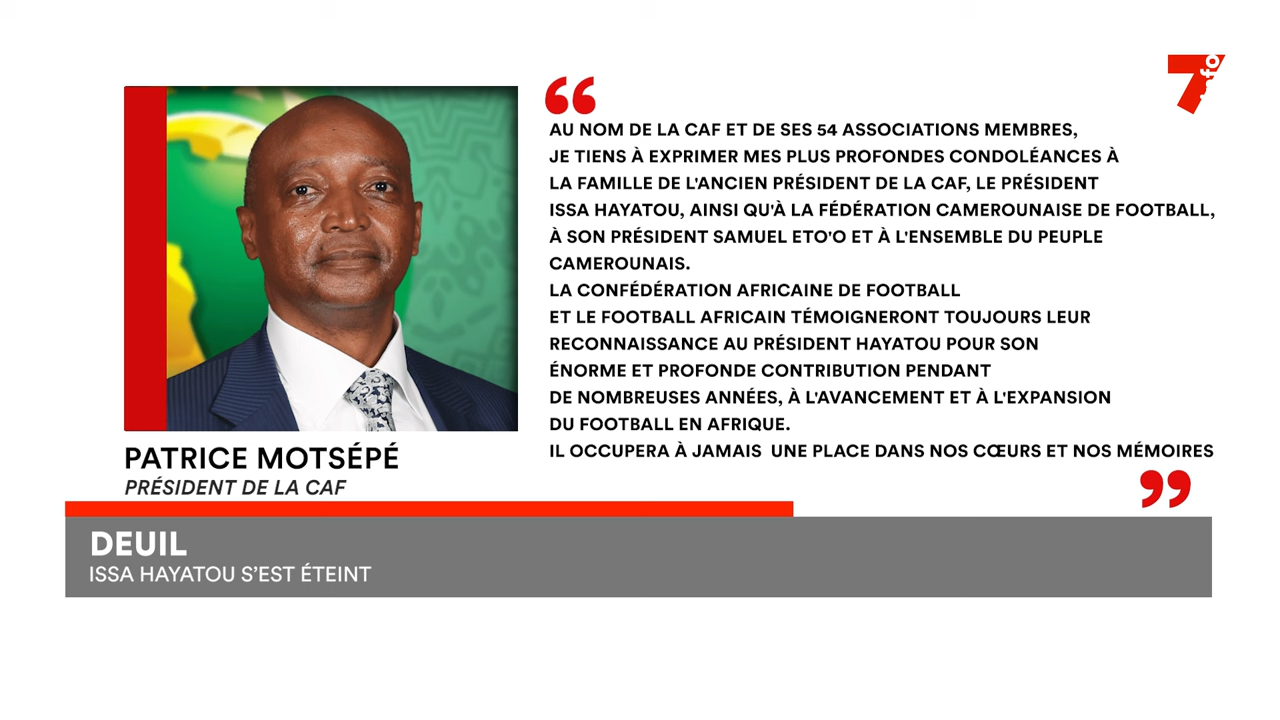 7
fo
AU NOM DE LA CAF ET DE SES 54 ASSOCIATIONS MEMBRES,
JE TIENS À EXPRIMER MES PLUS PROFONDES CONDOLÉANCES À
LA FAMILLE DE L'ANCIEN PRÉSIDENT DE LA CAF, LE PRÉSIDENT
ISSA HAYATOU, AINSI QU'À LA FÉDÉRATION CAMEROUNAISE DE FOOTBALL,
À SON PRÉSIDENT SAMUEL ETO'O ET À L'ENSEMBLE DU PEUPLE
CAMEROUNAIS.
LA CONFÉDÉRATION AFRICAINE DE FOOTBALL
ET LE FOOTBALL AFRICAIN TÉMOIGNERONT TOUJOURS LEUR
RECONNAISSANCE AU PRÉSIDENT HAYATOU POUR SON
ÉNORME ET PROFONDE CONTRIBUTION PENDANT
DE NOMBREUSES ANNÉES, À L'AVANCEMENT ET À L'EXPANSION
DU FOOTBALL EN AFRIQUE.
IL OCCUPERA À JAMAIS UNE PLACE DANS NOS CŒURS ET NOS MÉMOIRES
PATRICE MOTSÉPÉ
PRÉSIDENT DE LA CAF
DEUIL
ISSA HAYATOU S'EST ÉTEINT